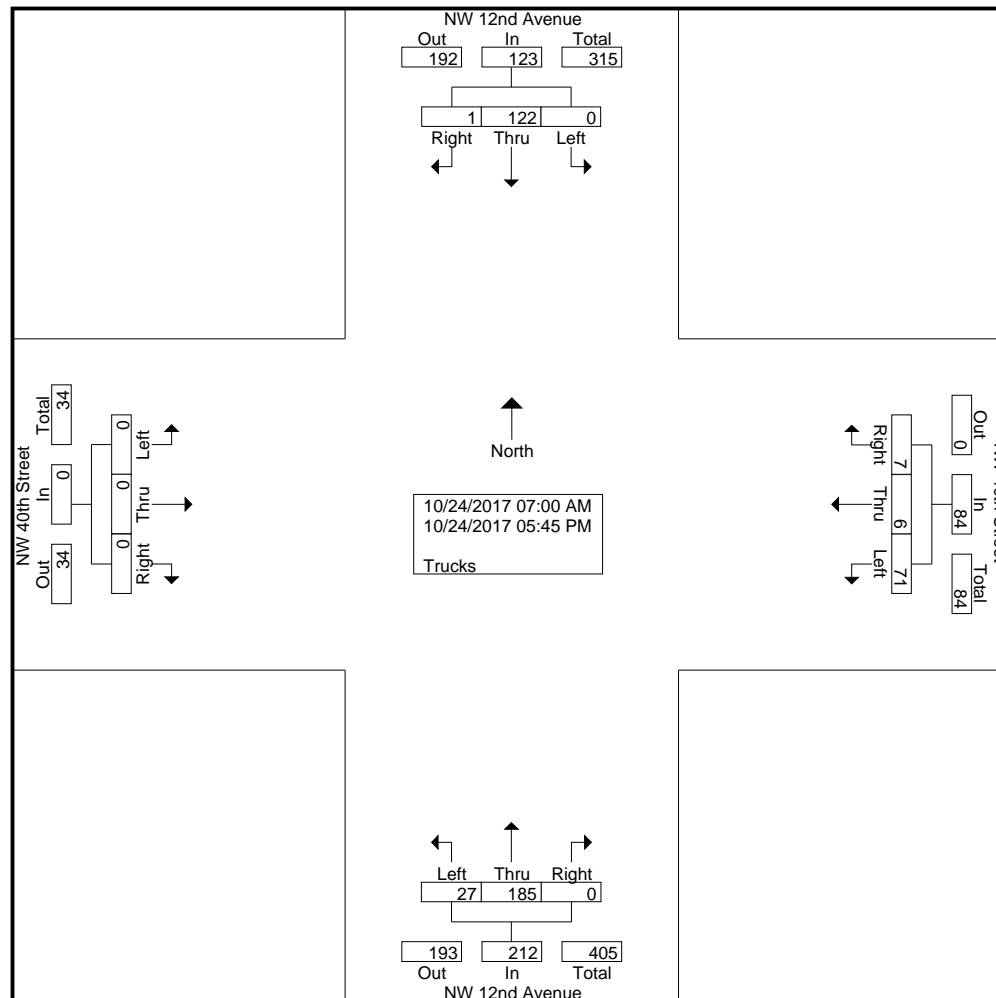 NW 12nd Avenue
Out In Total
192 123 315
1 122 0
Right Thru Left
NW 40th Street
Total In Out
34 0 34
0 0 0
Left Thru Right
North
10/24/2017 07:00 AM
10/24/2017 05:45 PM
Trucks
Right Thru Left
7 6 71
Out In Total
0 84 84
Left Thru Right
27 185 0
193 212 405
Out In Total
NW 12nd Avenue